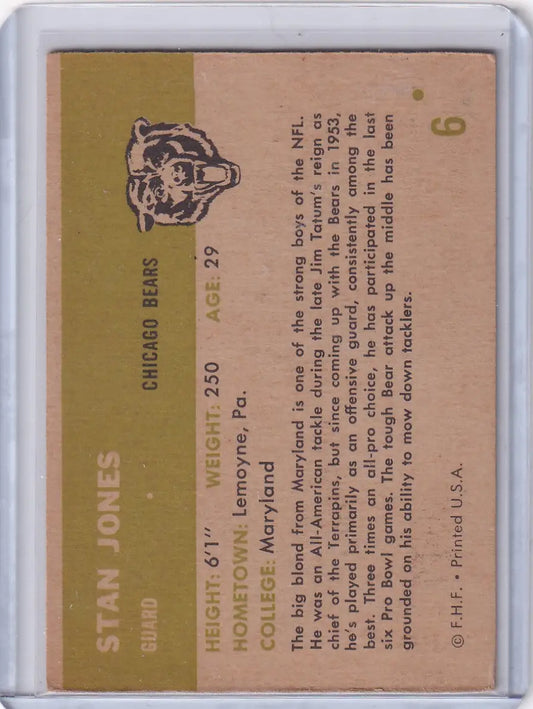 STAN JONES
GUARD
CHICAGO BEARS
HEIGHT: 6'1" WEIGHT: 250 AGE: 29
HOMETOWN: Lemoyne, Pa.
COLLEGE: Maryland
The big blond from Maryland is one of the strong boys of the NFL.
He was an All-American tackle during the late Jim Tatum's reign as
chief of the Terrapins, but since coming up with the Bears in 1953,
he's played primarily as an offensive guard, consistently among the
best. Three times an all-pro choice, he has participated in the last
six Pro Bowl games. The tough Bear attack up the middle has been
grounded on his ability to mow down tacklers.
© F.H.F. • Printed U.S.A.
6